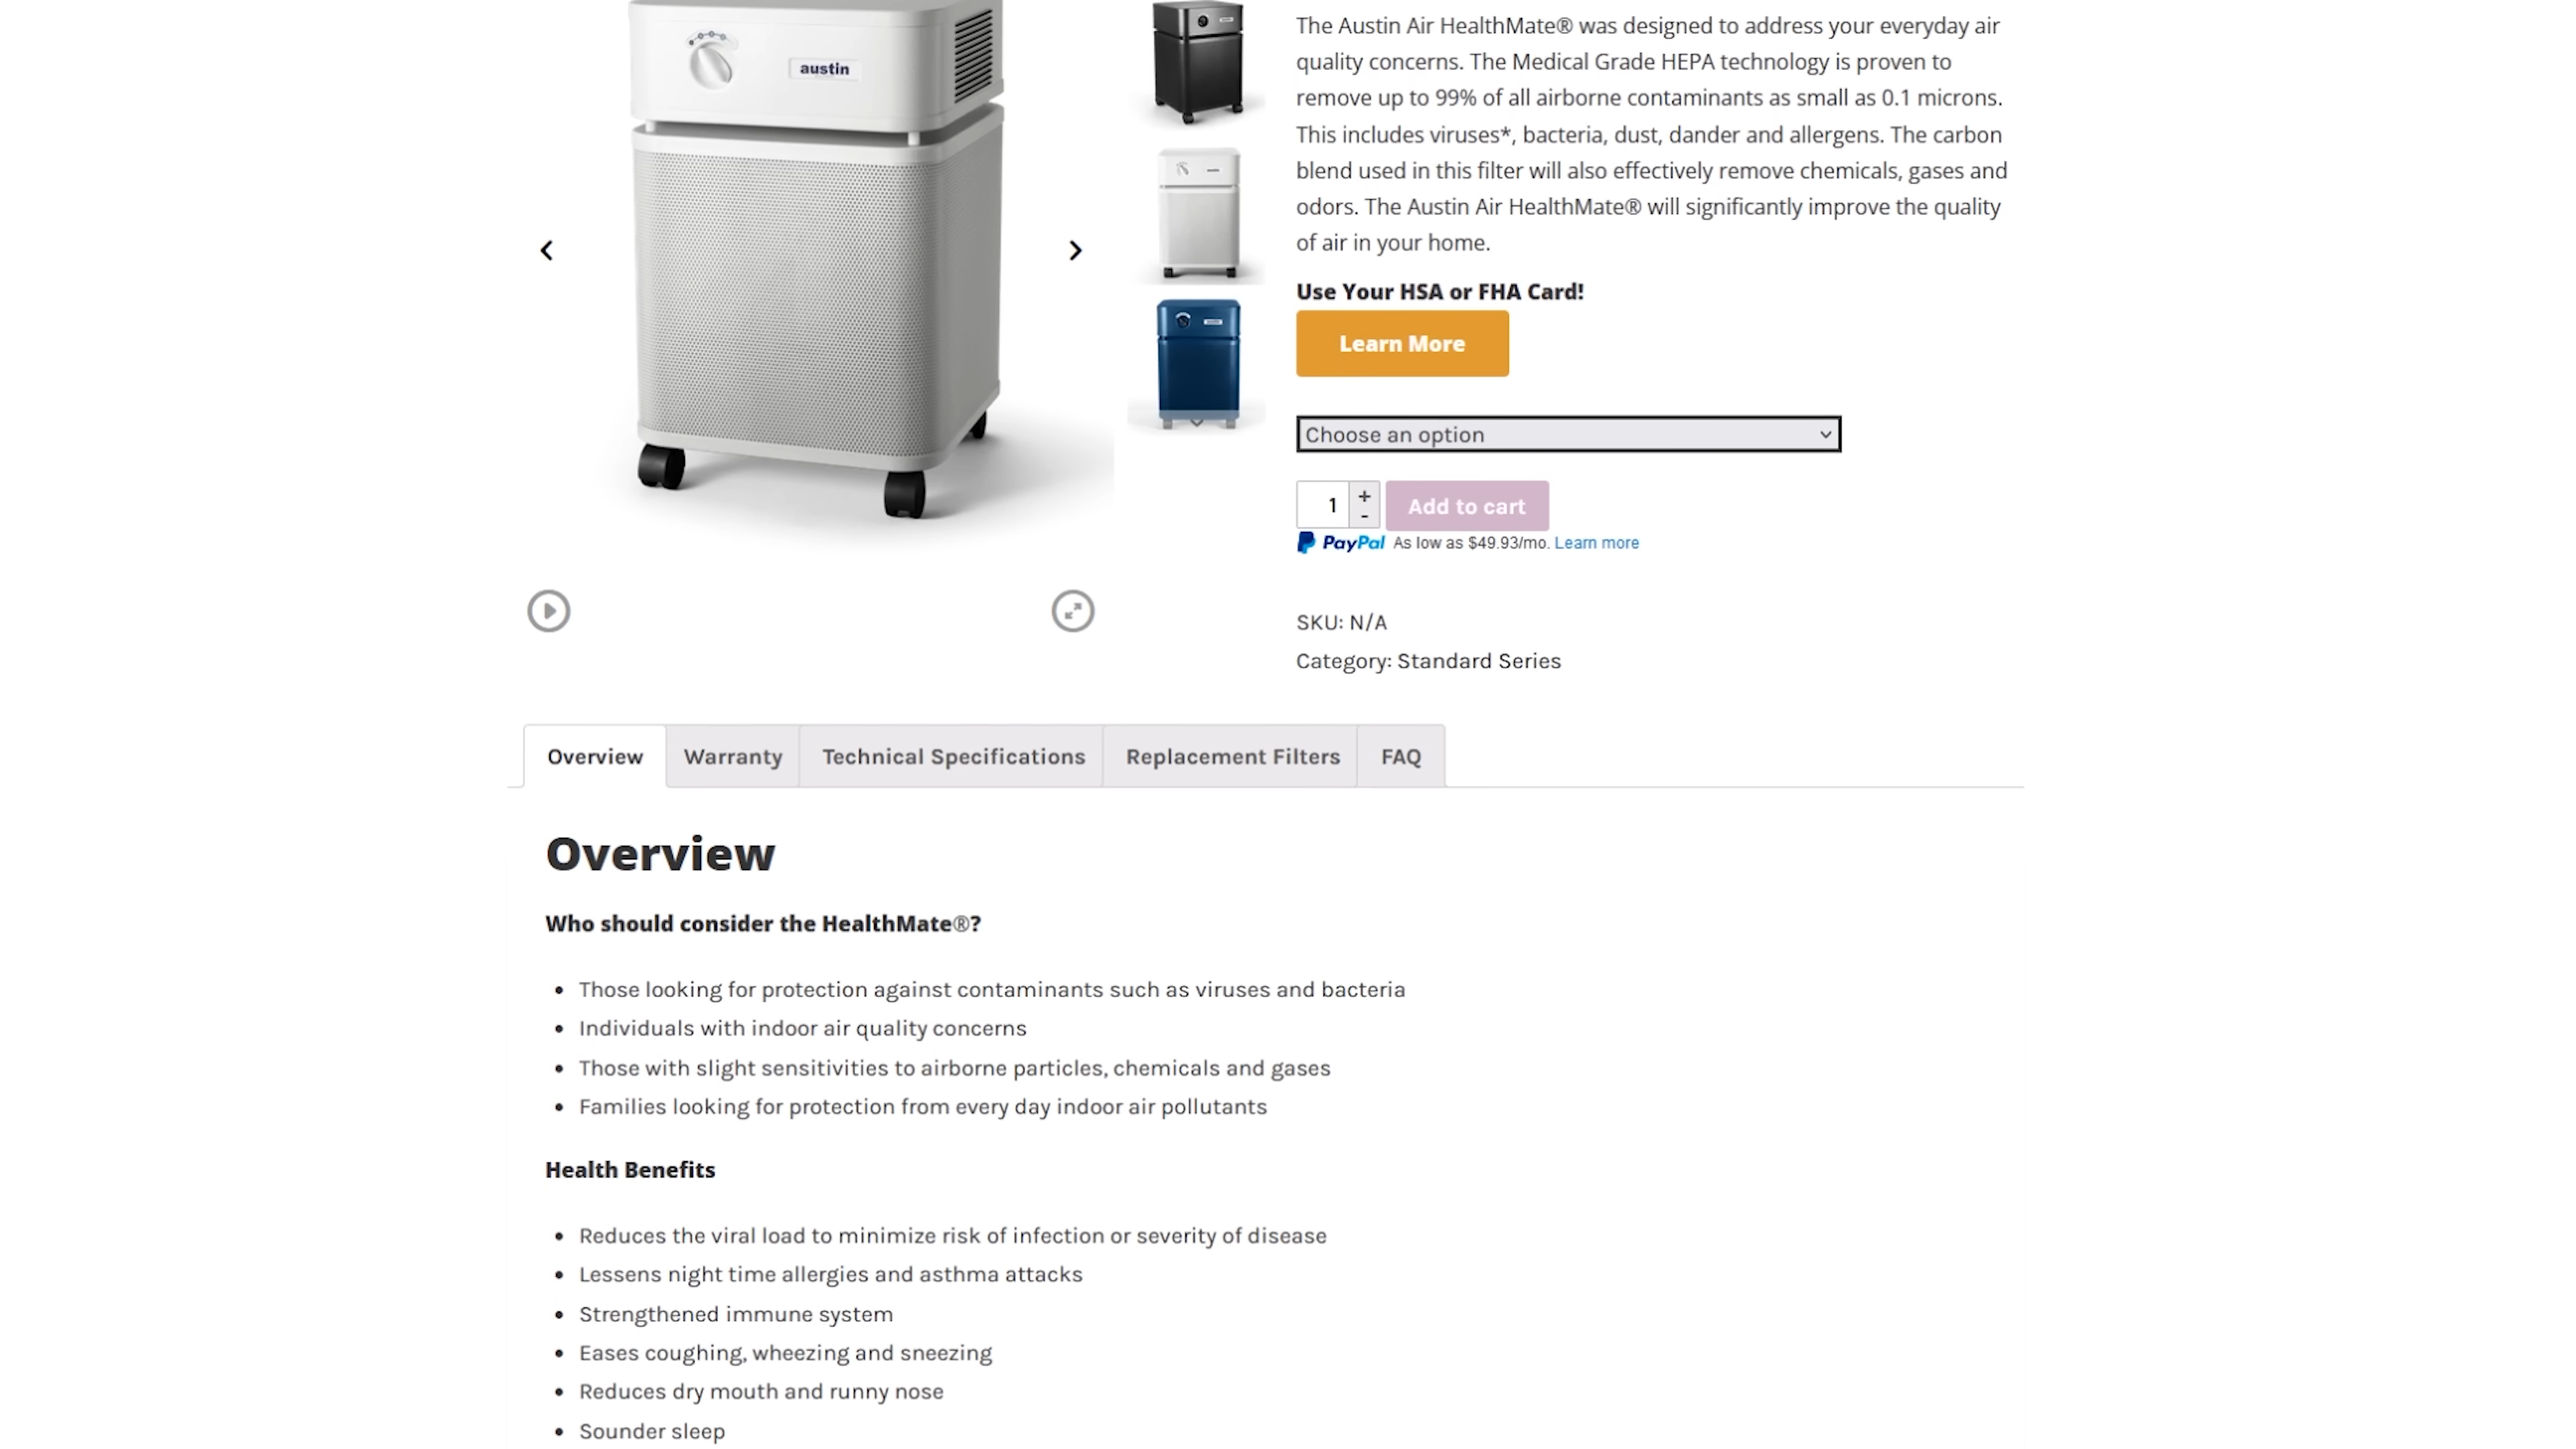 austin
The Austin Air HealthMate® was designed to address your everyday air
quality concerns. The Medical Grade HEPA technology is proven to
remove up to 99% of all airborne contaminants as small as 0.1 microns.
This includes viruses*, bacteria, dust, dander and allergens. The carbon
blend used in this filter will also effectively remove chemicals, gases and
odors. The Austin Air HealthMate® will significantly improve the quality
of air in your home.
Use Your HSA or FHA Card!
Learn More
Choose an option
1 + -
Add to cart
PayPal As low as $49.93/mo. Learn more
SKU: N/A
Category: Standard Series
Overview Warranty Technical Specifications Replacement Filters FAQ
Overview
Who should consider the HealthMate®?
• Those looking for protection against contaminants such as viruses and bacteria
• Individuals with indoor air quality concerns
• Those with slight sensitivities to airborne particles, chemicals and gases
• Families looking for protection from every day indoor air pollutants
Health Benefits
• Reduces the viral load to minimize risk of infection or severity of disease
• Lessens night time allergies and asthma attacks
• Strengthened immune system
• Eases coughing, wheezing and sneezing
• Reduces dry mouth and runny nose
• Sounder sleep